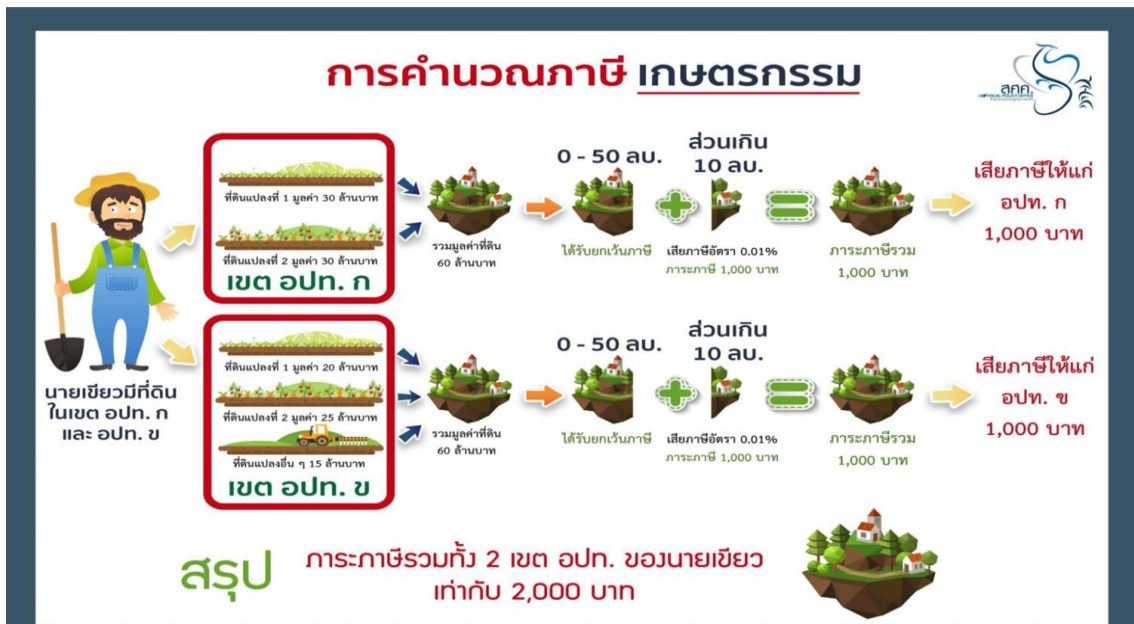 การคำนวณภาษี เกษตรกรรม
สศค.
FISCAL POLICY OFFICE
ที่ดินแปลงที่ 1 มูลค่า 30 ล้านบาท
ที่ดินแปลงที่ 2 มูลค่า 30 ล้านบาท
เขต อปท. ก
รวมมูลค่าที่ดิน
60 ล้านบาท
0 - 50 ลบ.
ได้รับยกเว้นภาษี
ส่วนเกิน
10 ลบ.
เสียภาษีอัตรา 0.01%
ภาระภาษี 1,000 บาท
ภาระภาษีรวม
1,000 บาท
เสียภาษีให้แก่
อปท. ก
1,000 บาท
นายเขียวมีที่ดิน
ในเขต อปท. ก
และ อปท. ข
ที่ดินแปลงที่ 1 มูลค่า 20 ล้านบาท
ที่ดินแปลงที่ 2 มูลค่า 25 ล้านบาท
ที่ดินแปลงอื่น ๆ 15 ล้านบาท
เขต อปท. ข
รวมมูลค่าที่ดิน
60 ล้านบาท
0 - 50 ลบ.
ได้รับยกเว้นภาษี
ส่วนเกิน
10 ลบ.
เสียภาษีอัตรา 0.01%
ภาระภาษี 1,000 บาท
ภาระภาษีรวม
1,000 บาท
เสียภาษีให้แก่
อปท. ข
1,000 บาท
สรุป
ภาระภาษีรวมทั้ง 2 เขต อปท. ของนายเขียว
เท่ากับ 2,000 บาท